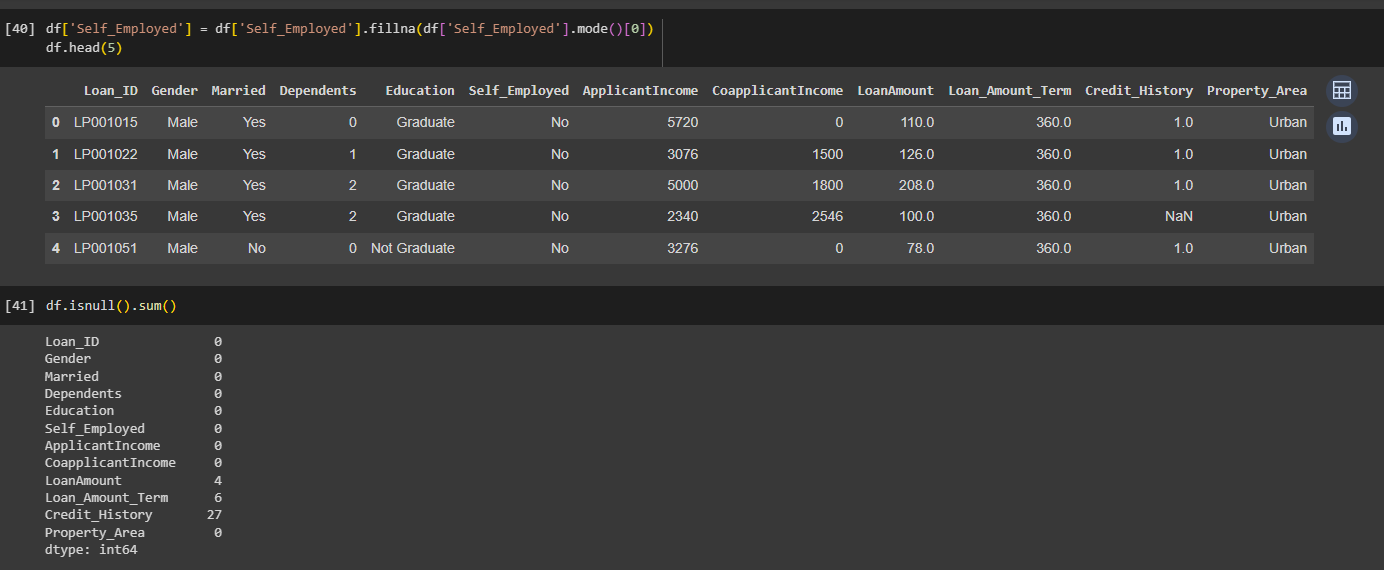 [40] df['Self_Employed'] = df['Self_Employed'].fillna(df['Self_Employed'].mode()[0])
df.head(5)
Loan_ID Gender Married Dependents Education Self_Employed ApplicantIncome CoapplicantIncome LoanAmount Loan_Amount_Term Credit_History Property_Area
0 LP001015 Male Yes 0 Graduate No 5720 0 110.0 360.0 1.0 Urban
1 LP001022 Male Yes 1 Graduate No 3076 1500 126.0 360.0 1.0 Urban
2 LP001031 Male Yes 2 Graduate No 5000 1800 208.0 360.0 1.0 Urban
3 LP001035 Male Yes 2 Graduate No 2340 2546 100.0 360.0 NaN Urban
4 LP001051 Male No 0 Not Graduate No 3276 0 78.0 360.0 1.0 Urban
[41] df.isnull().sum()
Loan_ID 0
Gender 0
Married 0
Dependents 0
Education 0
Self_Employed 0
ApplicantIncome 0
CoapplicantIncome 0
LoanAmount 4
Loan_Amount_Term 6
Credit_History 27
Property_Area 0
dtype: int64